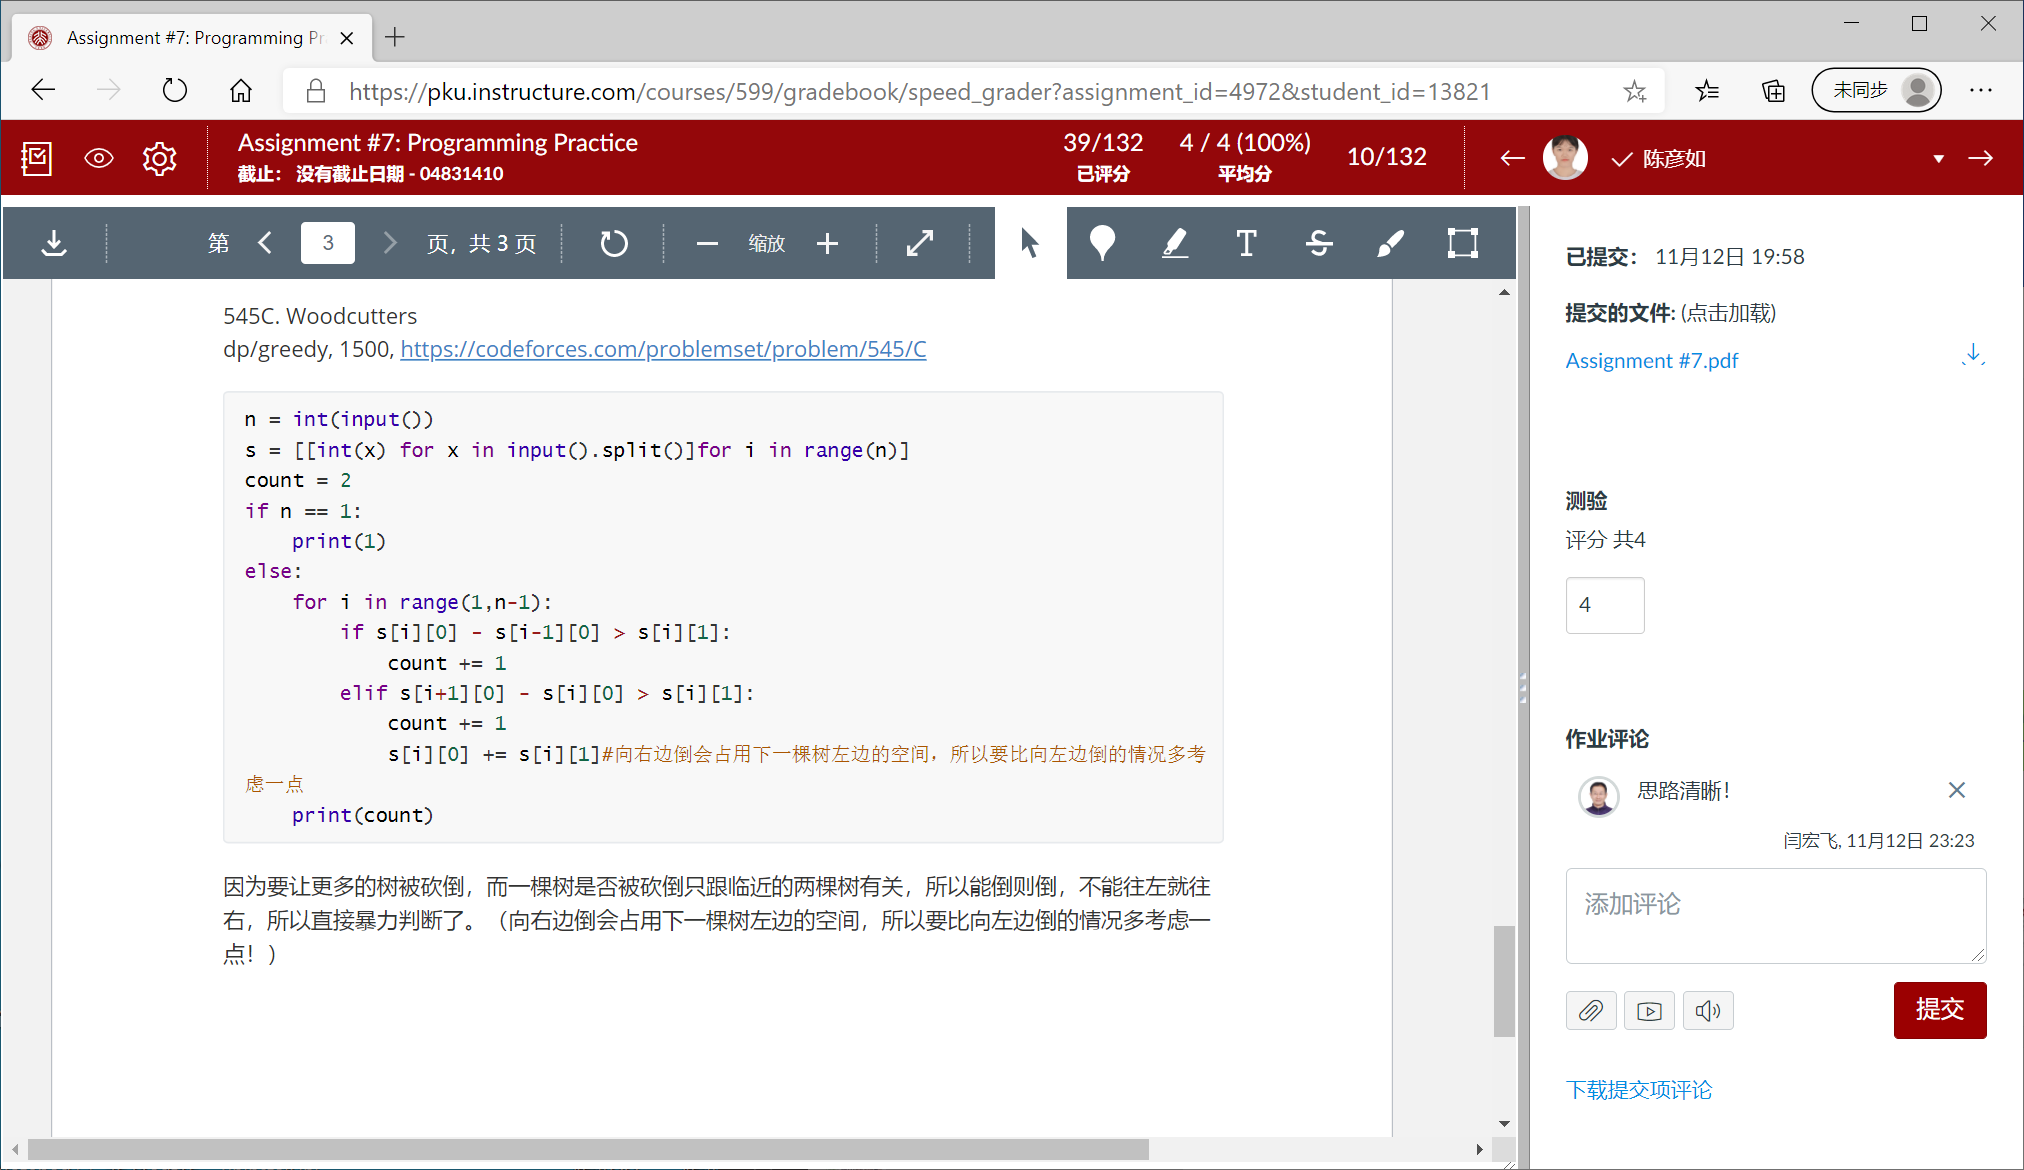 Assignment #7: Programming Pr
https://pku.instructure.com/courses/599/gradebook/speed_grader?assignment_id=4972&student_id=13821
未同步
Assignment #7: Programming Practice
截止： 没有截止日期 - 04831410
39/132
已评分
4 / 4 (100%)
平均分
10/132
陈彦如
第
3
页，共 3 页
缩放
T
S
545C. Woodcutters
dp/greedy, 1500, https://codeforces.com/problemset/problem/545/C
n = int(input())
s = [[int(x) for x in input().split()]for i in range(n)]
count = 2
if n == 1:
    print(1)
else:
    for i in range(1,n-1):
        if s[i][0] - s[i-1][0] > s[i][1]:
            count += 1
        elif s[i+1][0] - s[i][0] > s[i][1]:
            count += 1
            s[i][0] += s[i][1]#向右边倒会占用下一棵树左边的空间，所以要比向左边倒的情况多考
虑一点
    print(count)
因为要让更多的树被砍倒，而一棵树是否被砍倒只跟临近的两棵树有关，所以能倒则倒，不能往左就往
右，所以直接暴力判断了。（向右边倒会占用下一棵树左边的空间，所以要比向左边倒的情况多考虑一
点！）
已提交： 11月12日 19:58
提交的文件: (点击加载)
Assignment #7.pdf
测验
评分 共4
4
作业评论
思路清晰！
闫宏飞, 11月12日 23:23
添加评论
提交
下载提交项评论